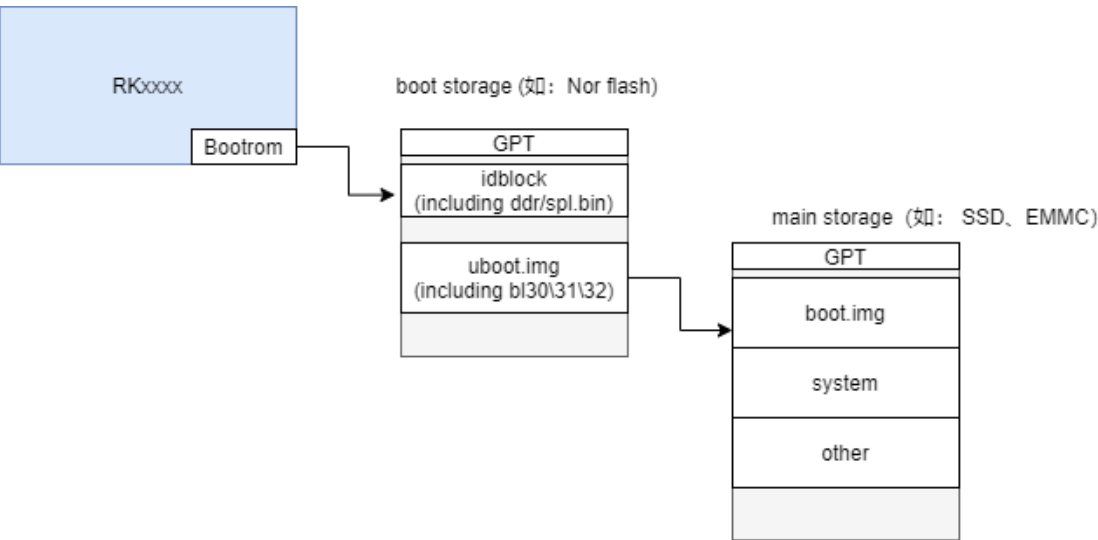 RKxxxx
Bootrom
boot storage (如：Nor flash)
GPT
idblock
(including ddr/spl.bin)
uboot.img
(including bl30\31\32)
main storage（如： SSD、EMMC）
GPT
boot.img
system
other